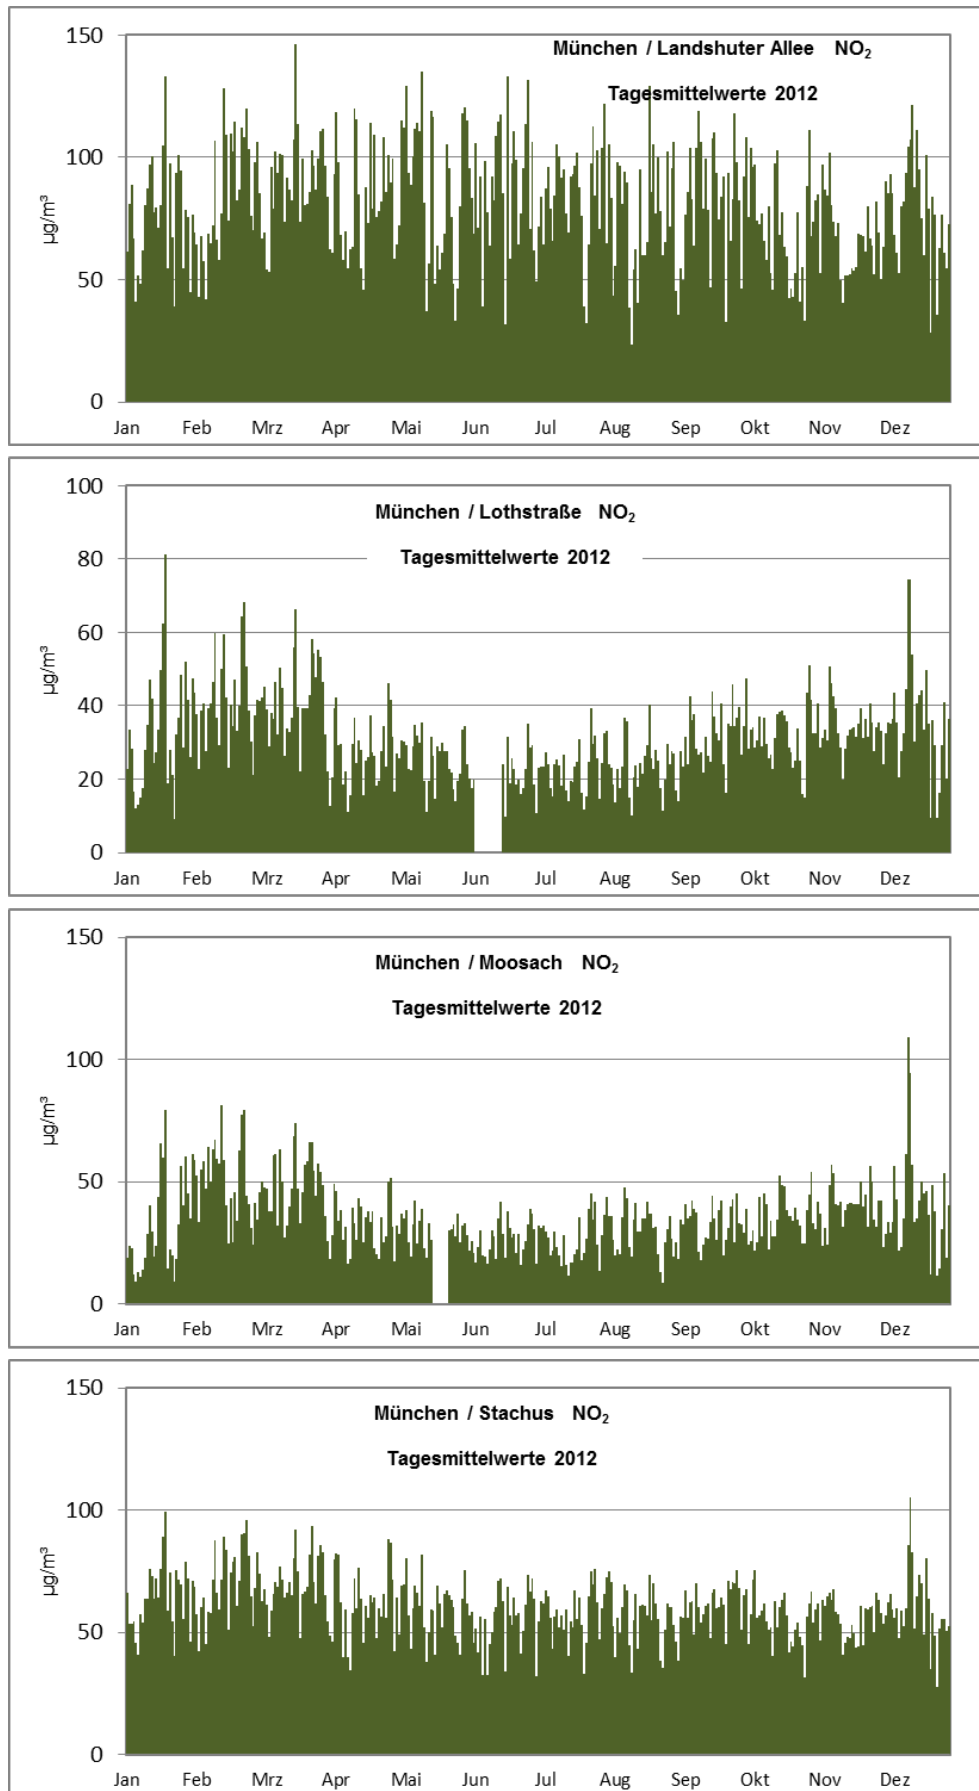 München / Landshuter Allee NO₂
Tagesmittelwerte 2012
µg/m³
150
100
50
0
Jan Feb Mrz Apr Mai Jun Jul Aug Sep Okt Nov Dez
München / Lothstraße NO₂
Tagesmittelwerte 2012
µg/m³
100
80
60
40
20
0
Jan Feb Mrz Apr Mai Jun Jul Aug Sep Okt Nov Dez
München / Moosach NO₂
Tagesmittelwerte 2012
µg/m³
150
100
50
0
Jan Feb Mrz Apr Mai Jun Jul Aug Sep Okt Nov Dez
München / Stachus NO₂
Tagesmittelwerte 2012
µg/m³
150
100
50
0
Jan Feb Mrz Apr Mai Jun Jul Aug Sep Okt Nov Dez